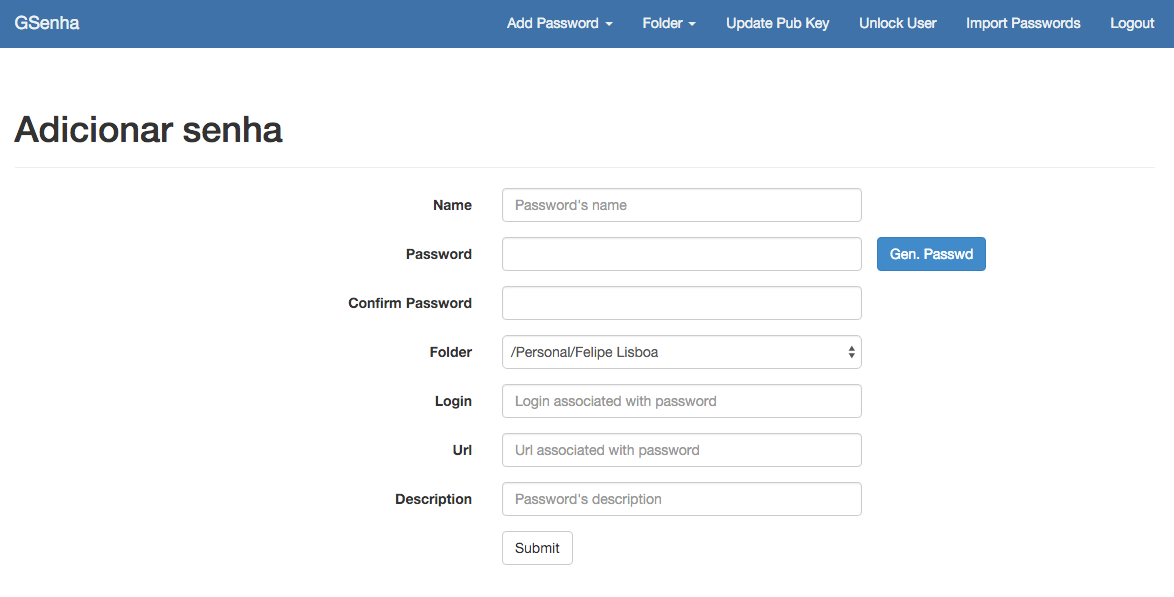 GSenha Add Password Folder Update Pub Key Unlock User Import Passwords Logout
Adicionar senha
Name Password's name
Password Gen. Passwd
Confirm Password
Folder /Personal/Felipe Lisboa
Login Login associated with password
Url Url associated with password
Description Password's description
Submit